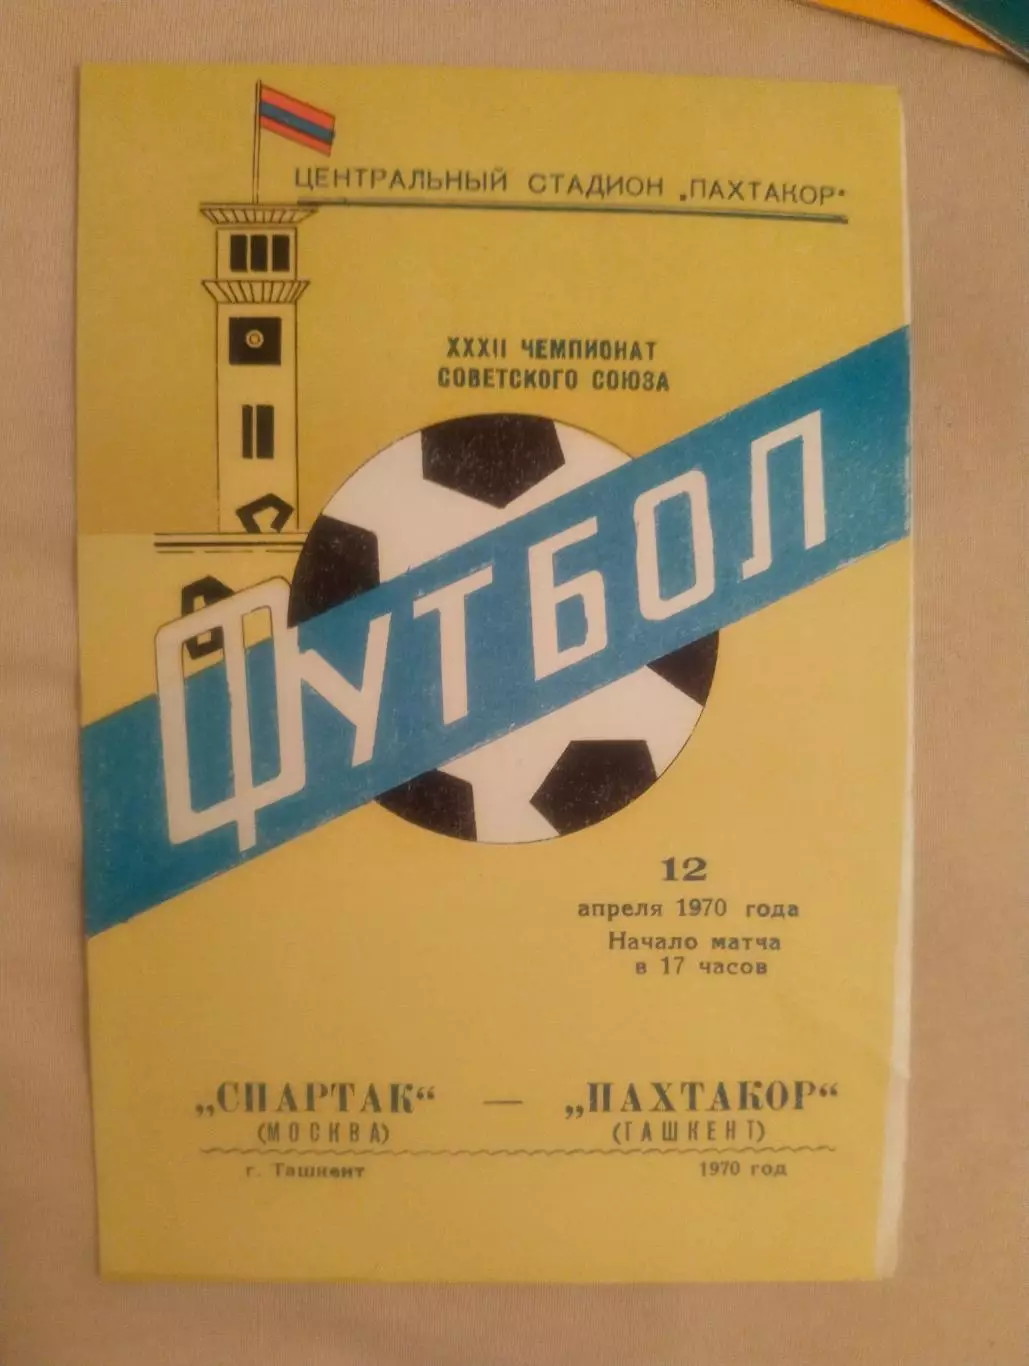 ЦЕНТРАЛЬНЫЙ СТАДИОН „ПАХТАКОР"
XXXII ЧЕМПИОНАТ
СОВЕТСКОГО СОЮЗА
ФУТБОЛ
12
апреля 1970 года
Начало матча
в 17 часов
„СПАРТАК“ — „ПАХТАКОР“
(МОСКВА) (ТАШКЕНТ)
г. Ташкент 1970 год